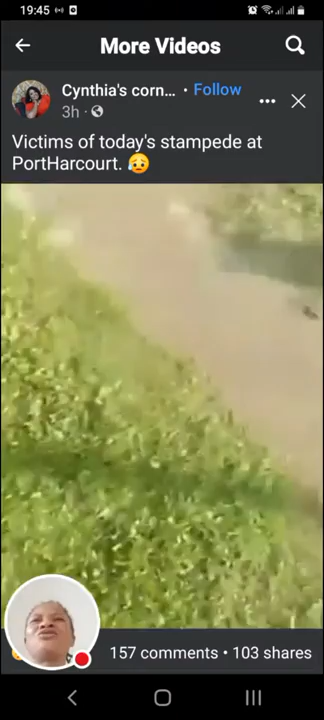 19:45
More Videos
Cynthia's corn... • Follow
3h
Victims of today's stampede at
PortHarcourt. 😥
157 comments • 103 shares